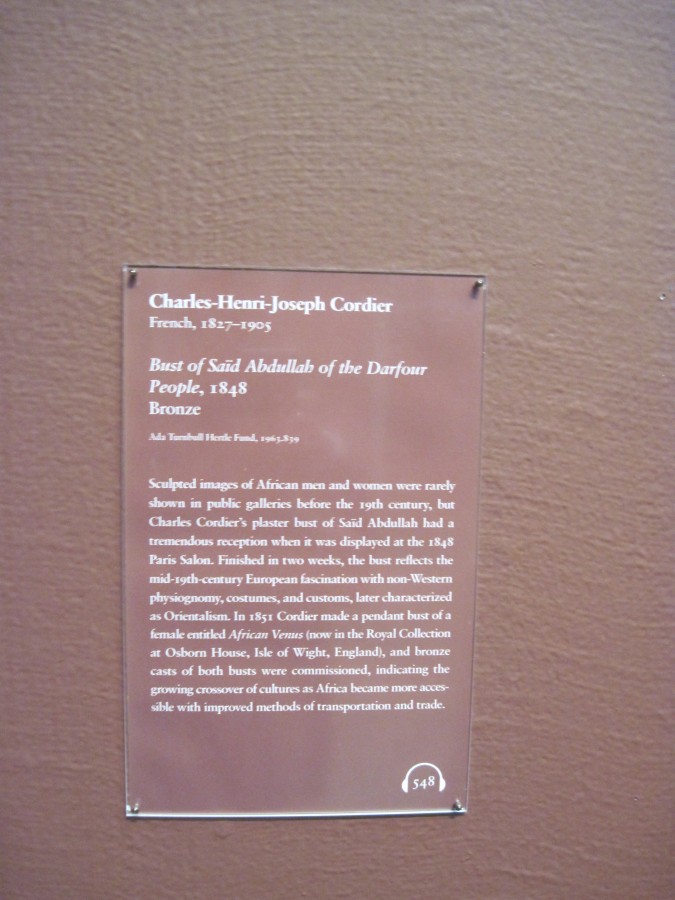 Charles-Henri-Joseph Cordier
French, 1827–1905
Bust of Saïd Abdullah of the Darfour
People, 1848
Bronze
Ada Turnbull Hertle Fund, 1963.839
Sculpted images of African men and women were rarely
shown in public galleries before the 19th century, but
Charles Cordier's plaster bust of Saïd Abdullah had a
tremendous reception when it was displayed at the 1848
Paris Salon. Finished in two weeks, the bust reflects the
mid-19th-century European fascination with non-Western
physiognomy, costumes, and customs, later characterized
as Orientalism. In 1851 Cordier made a pendant bust of a
female entitled African Venus (now in the Royal Collection
at Osborn House, Isle of Wight, England), and bronze
casts of both busts were commissioned, indicating the
growing crossover of cultures as Africa became more acces-
sible with improved methods of transportation and trade.
548